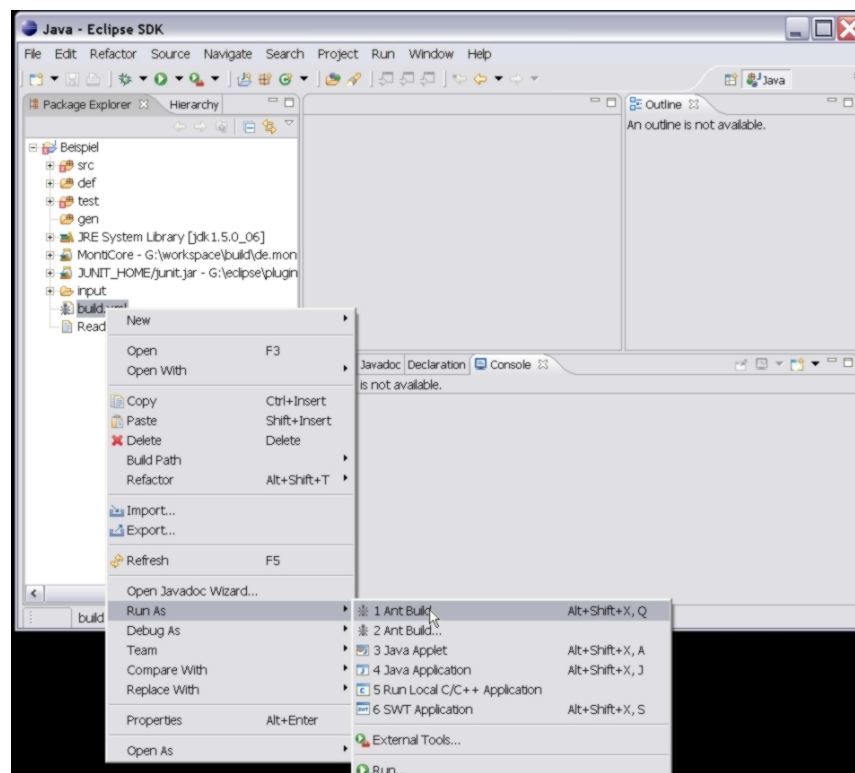 Java - Eclipse SDK
File Edit Refactor Source Navigate Search Project Run Window Help
Java
Package Explorer Hierarchy
Outline
An outline is not available.
Beispiel
src
def
test
gen
JRE System Library [jdk1.5.0_06]
MontiCore - G:\workspace\build\de.mon
JUNIT_HOME/junit.jar - G:\eclipse\plugin
input
build.xml
Read
Javadoc Declaration Console
is not available.
New
Open F3
Open With
Copy Ctrl+Insert
Paste Shift+Insert
Delete Delete
Build Path
Refactor Alt+Shift+T
Import...
Export...
Refresh F5
Open Javadoc Wizard...
Run As
Debug As
Team
Compare With
Replace With
Properties Alt+Enter
Open As
build
1 Ant Build Alt+Shift+X, Q
2 Ant Build...
3 Java Applet Alt+Shift+X, A
4 Java Application Alt+Shift+X, J
5 Run Local C/C++ Application
6 SWT Application Alt+Shift+X, S
External Tools...
Run...